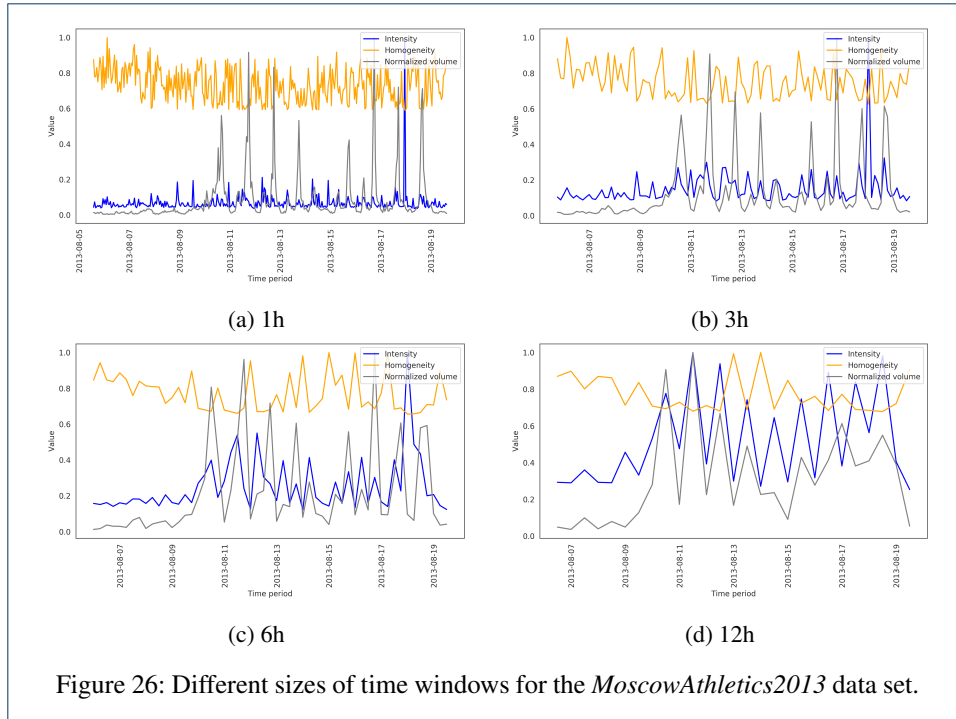 1.0
0.8
0.6
0.4
0.2
0.0
Value
Intensity
Homogeneity
Normalized volume
2013-08-05
2013-08-07
2013-08-09
2013-08-11
2013-08-13
2013-08-15
2013-08-17
2013-08-19
Time period
(a) 1h
1.0
0.8
0.6
0.4
0.2
0.0
Value
Intensity
Homogeneity
Normalized volume
2013-08-07
2013-08-09
2013-08-11
2013-08-13
2013-08-15
2013-08-17
2013-08-19
Time period
(b) 3h
1.0
0.8
0.6
0.4
0.2
0.0
Value
Intensity
Homogeneity
Normalized volume
2013-08-07
2013-08-09
2013-08-11
2013-08-13
2013-08-15
2013-08-17
2013-08-19
Time period
(c) 6h
1.0
0.8
0.6
0.4
0.2
0.0
Value
Intensity
Homogeneity
Normalized volume
2013-08-07
2013-08-09
2013-08-11
2013-08-13
2013-08-15
2013-08-17
2013-08-19
Time period
(d) 12h
Figure 26: Different sizes of time windows for the MoscowAthletics2013 data set.